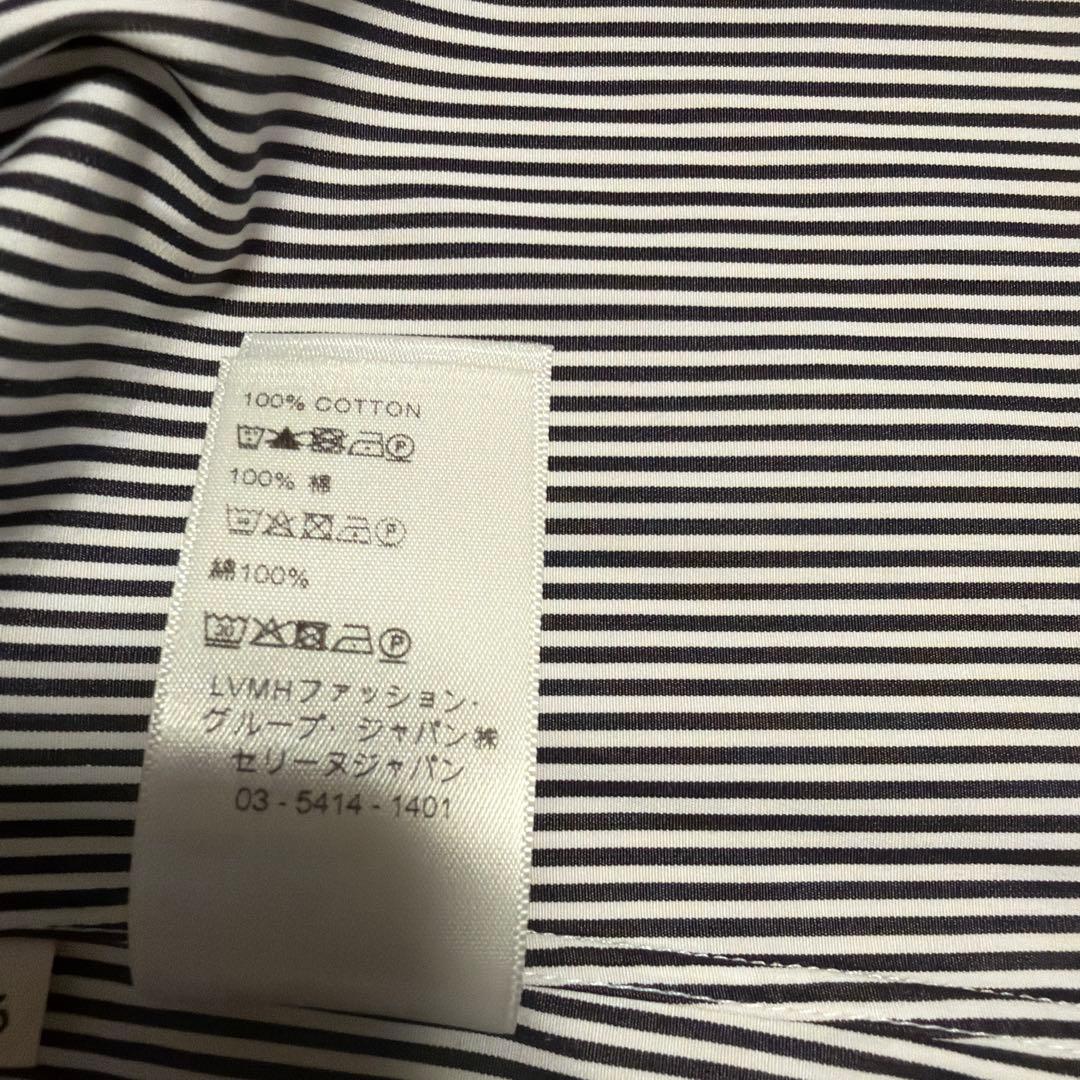 100% COTTON
100% 棉
綿100%
LVMHファッション・
グループ・ジャパン㈱
セリーヌジャパン
03 - 5414 - 1401